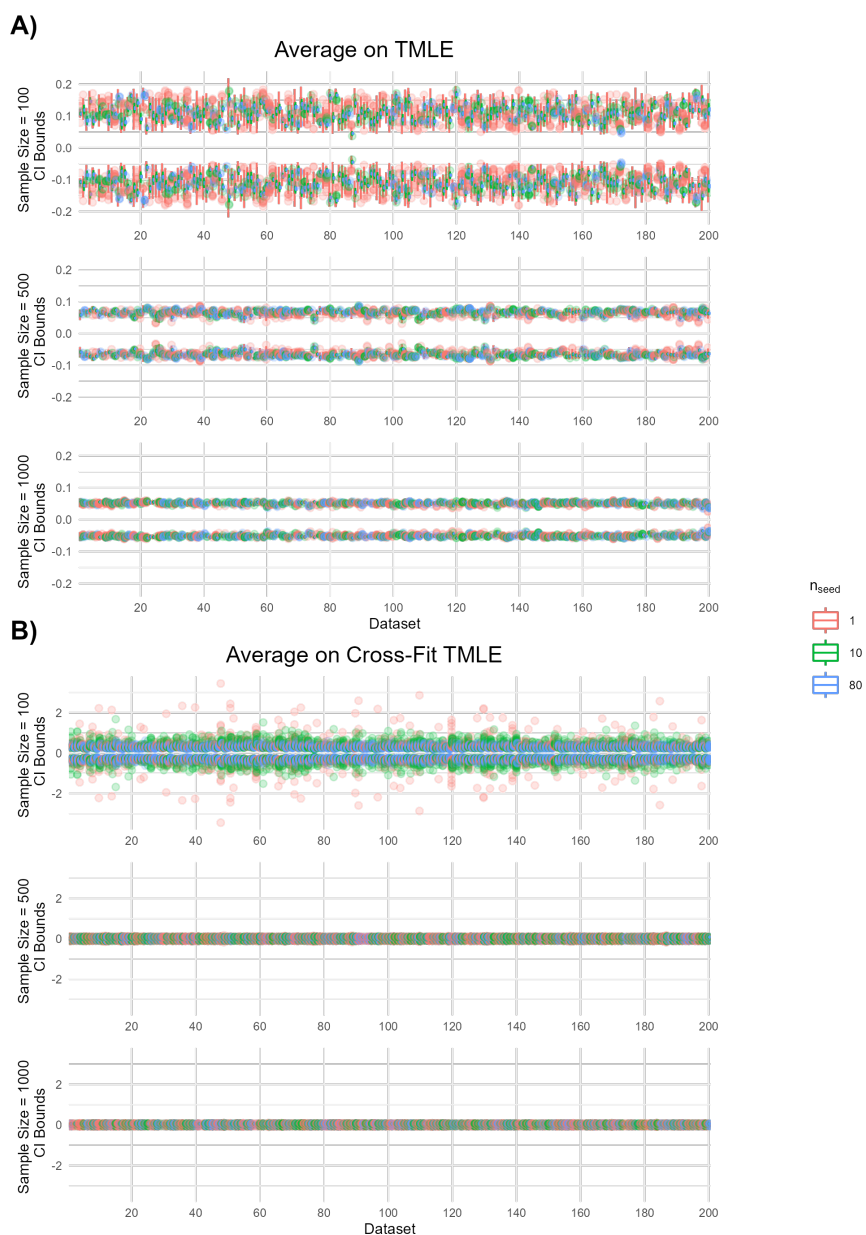 A)
Average on TMLE
Sample Size = 100
CI Bounds
0.2
0.1
0.0
-0.1
-0.2
20 40 60 80 100 120 140 160 180 200
Sample Size = 500
CI Bounds
0.2
0.1
0.0
-0.1
-0.2
20 40 60 80 100 120 140 160 180 200
Sample Size = 1000
CI Bounds
0.2
0.1
0.0
-0.1
-0.2
20 40 60 80 100 120 140 160 180 200
Dataset
nseed
1
10
80
B)
Average on Cross-Fit TMLE
Sample Size = 100
CI Bounds
2
0
-2
20 40 60 80 100 120 140 160 180 200
Sample Size = 500
CI Bounds
2
0
-2
20 40 60 80 100 120 140 160 180 200
Sample Size = 1000
CI Bounds
2
0
-2
20 40 60 80 100 120 140 160 180 200
Dataset